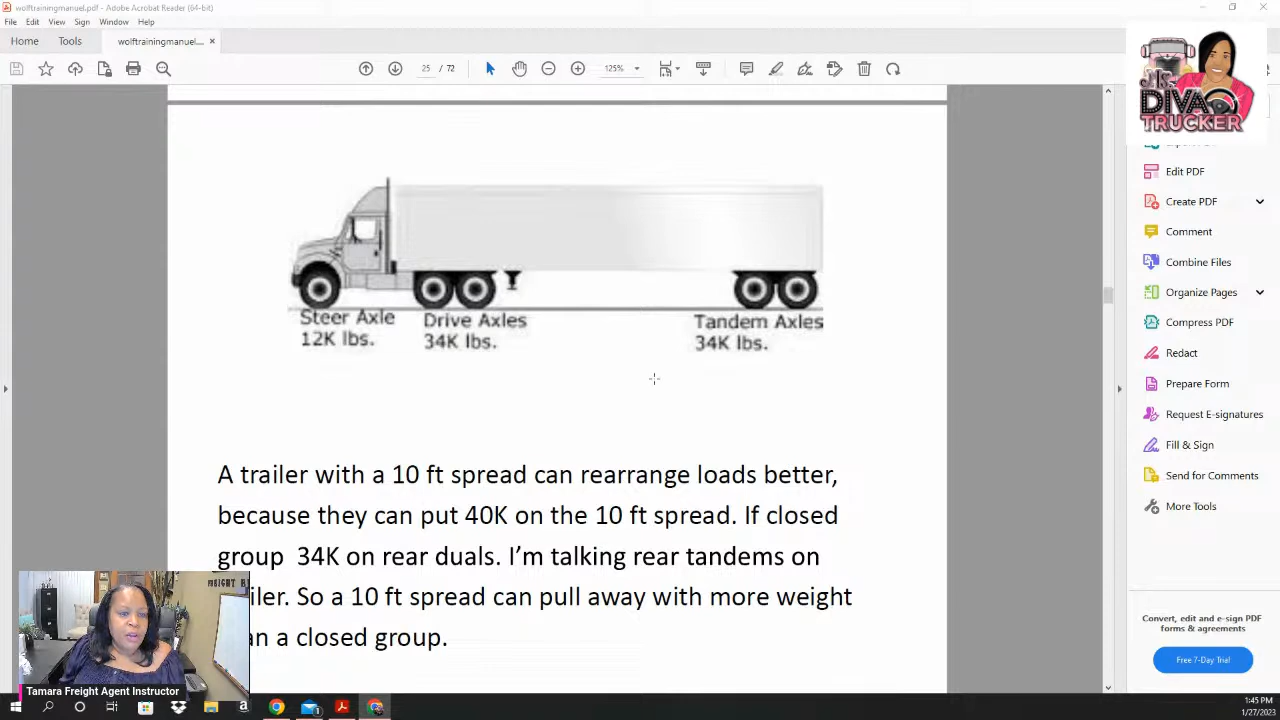 wolftrainingmanuel.pdf - Adobe Acrobat Reader (64-bit)
File Edit View Sign Window Help
Home Tools wolftrainingmanuel....
25 / 72 125%
Ms.
DIVA
TRUCKER
Edit PDF
Create PDF
Comment
Combine Files
Organize Pages
Compress PDF
Redact
Prepare Form
Request E-signatures
Fill & Sign
Send for Comments
More Tools
Convert, edit and e-sign PDF
forms & agreements
Free 7-Day Trial
Steer Axle
12K lbs.
Drive Axles
34K lbs.
Tandem Axles
34K lbs.
A trailer with a 10 ft spread can rearrange loads better,
because they can put 40K on the 10 ft spread. If closed
group 34K on rear duals. I’m talking rear tandems on
iler. So a 10 ft spread can pull away with more weight
an a closed group.
Tamara Freight Agent Instructor
1:45 PM
1/27/2023